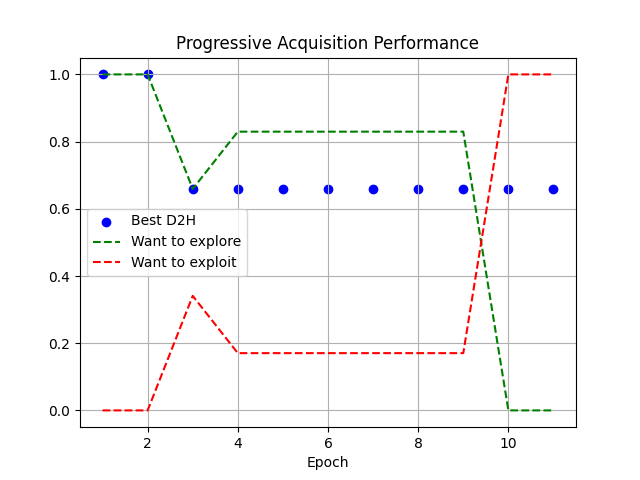 Progressive Acquisition Performance
1.0
0.8
0.6
0.4
0.2
0.0
Best D2H
Want to explore
Want to exploit
2 4 6 8 10
Epoch